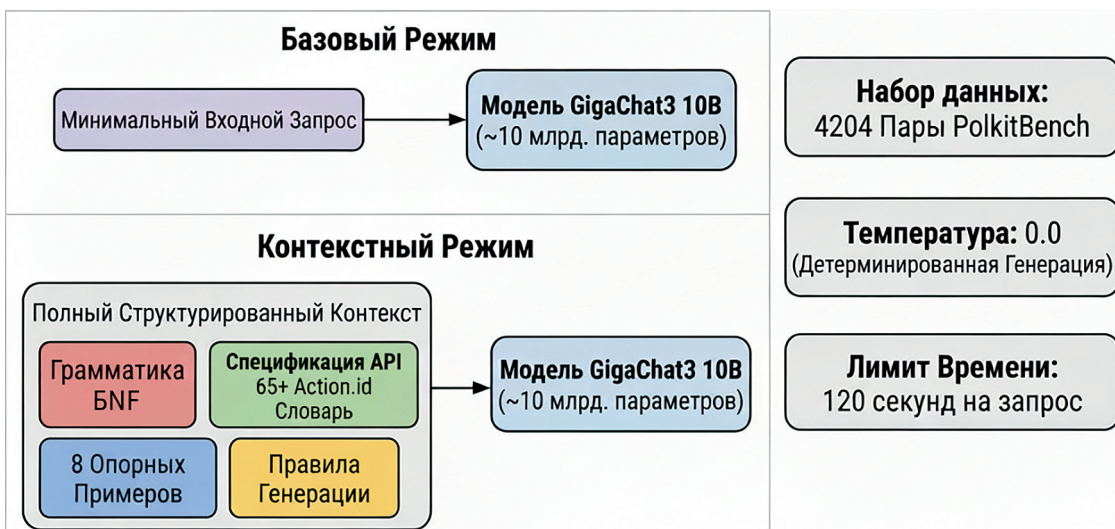 Базовый Режим
Минимальный Входной Запрос
Модель GigaChat3 10B
(~10 млрд. параметров)
Контекстный Режим
Полный Структурированный Контекст
Грамматика
БNF
Спецификация API
65+ Action.id
Словарь
8 Опорных
Примеров
Правила
Генерации
Модель GigaChat3 10B
(~10 млрд. параметров)
Набор данных:
4204 Пары PolkitBench
Температура: 0.0
(Детерминированная Генерация)
Лимит Времени:
120 секунд на запрос